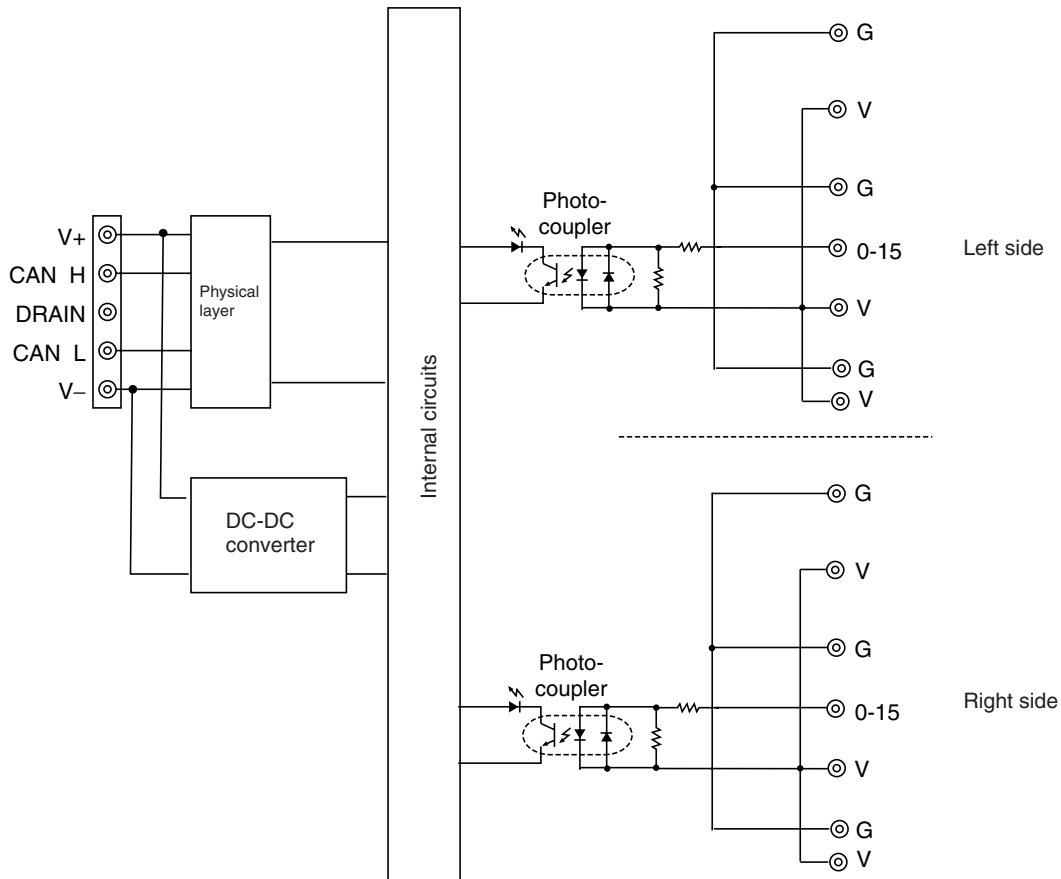 V+
CAN H
DRAIN
CAN L
V–
Physical
layer
DC-DC
converter
Internal circuits
Photo-
coupler
G
V
G
0-15
V
G
V
Left side
Photo-
coupler
G
V
G
0-15
V
G
V
Right side